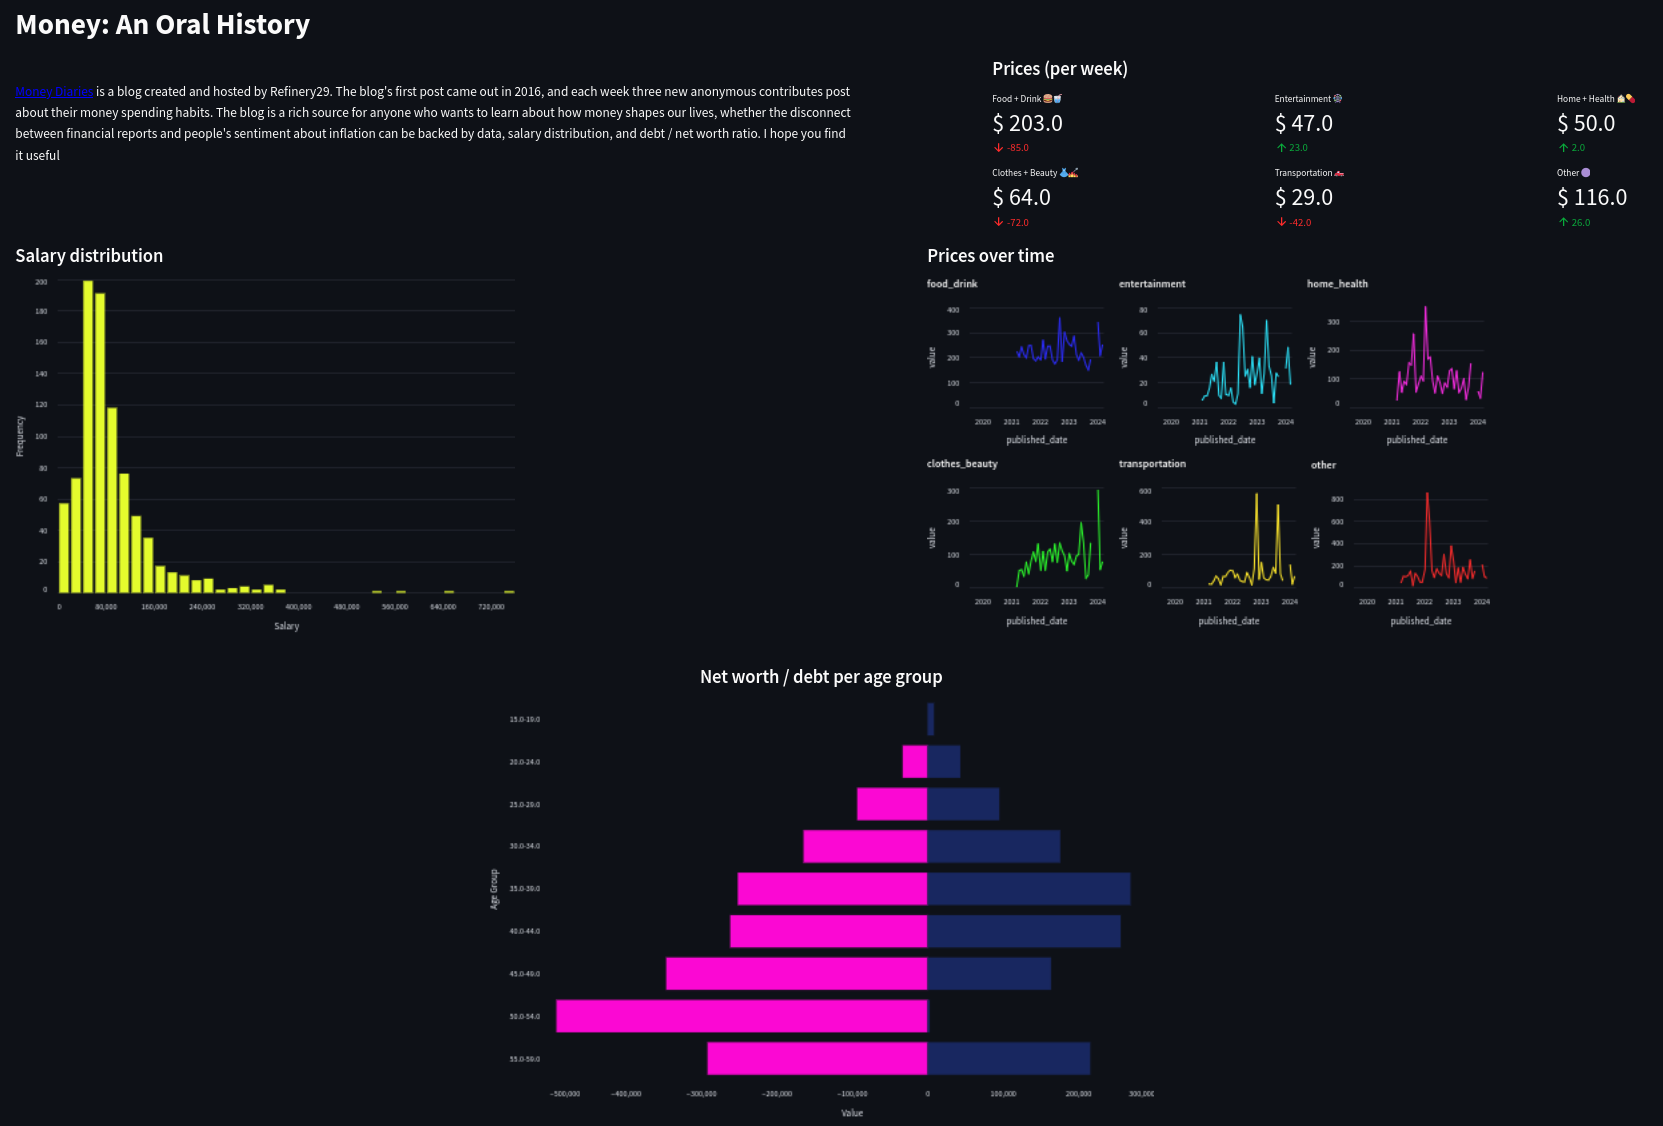 Money: An Oral History
Money Diaries is a blog created and hosted by Refinery29. The blog's first post came out in 2016, and each week three new anonymous contributes post
about their money spending habits. The blog is a rich source for anyone who wants to learn about how money shapes our lives, whether the disconnect
between financial reports and people's sentiment about inflation can be backed by data, salary distribution, and debt / net worth ratio. I hope you find
it useful
Prices (per week)
Food + Drink 🍔🥤
$ 203.0
↓ -85.0
Entertainment
$ 47.0
↑ 23.0
Home + Health 🏠💊
$ 50.0
↑ 2.0
Clothes + Beauty 👗💅
$ 64.0
↓ -72.0
Transportation
$ 29.0
↓ -42.0
Other 🟣
$ 116.0
↑ 26.0
Salary distribution
Frequency
200
180
160
140
120
100
80
60
40
20
0
0 80,000 160,000 240,000 320,000 400,000 480,000 560,000 640,000 720,000
Salary
Prices over time
food_drink
value
400
300
200
100
0
2020 2021 2022 2023 2024
published_date
entertainment
value
80
60
40
20
0
2020 2021 2022 2023 2024
published_date
home_health
value
300
200
100
0
2020 2021 2022 2023 2024
published_date
clothes_beauty
value
300
200
100
0
2020 2021 2022 2023 2024
published_date
transportation
value
600
400
200
0
2020 2021 2022 2023 2024
published_date
other
value
800
600
400
200
0
2020 2021 2022 2023 2024
published_date
Net worth / debt per age group
Age Group
15.0-19.0
20.0-24.0
25.0-29.0
30.0-34.0
35.0-39.0
40.0-44.0
45.0-49.0
50.0-54.0
55.0-59.0
−500,000 −400,000 −300,000 −200,000 −100,000 0 100,000 200,000 300,000
Value